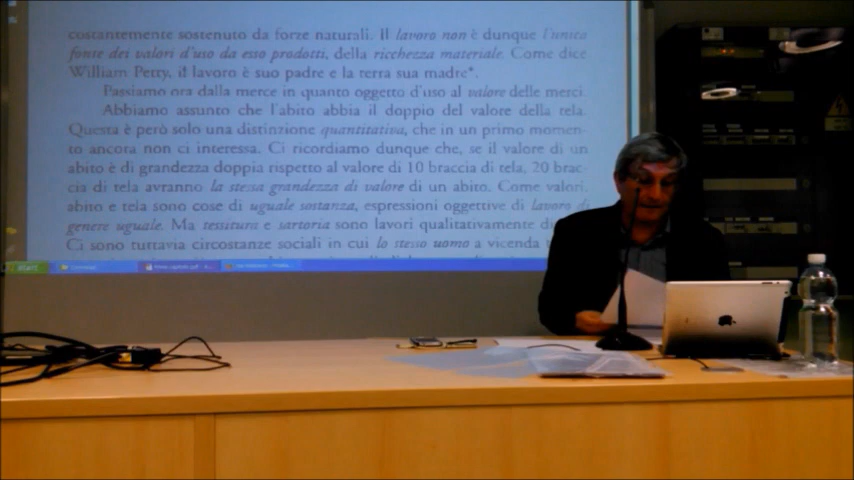 costantemente sostenuto da forze naturali. Il lavoro non è dunque l'unica
fonte dei valori d'uso da esso prodotti, della ricchezza materiale. Come dice
William Petty, il lavoro è suo padre e la terra sua madre*.
Passiamo ora dalla merce in quanto oggetto d'uso al valore delle merci.
Abbiamo assunto che l'abito abbia il doppio del valore della tela.
Questa è però solo una distinzione quantitativa, che in un primo momen-
to ancora non ci interessa. Ci ricordiamo dunque che, se il valore di un
abito è di grandezza doppia rispetto al valore di 10 braccia di tela, 20 brac-
cia di tela avranno la stessa grandezza di valore di un abito. Come valori,
abito e tela sono cose di uguale sostanza, espressioni oggettive di lavoro di
genere uguale. Ma tessitura e sartoria sono lavori qualitativamente di
Ci sono tuttavia circostanze sociali in cui lo stesso uomo a vicenda
start